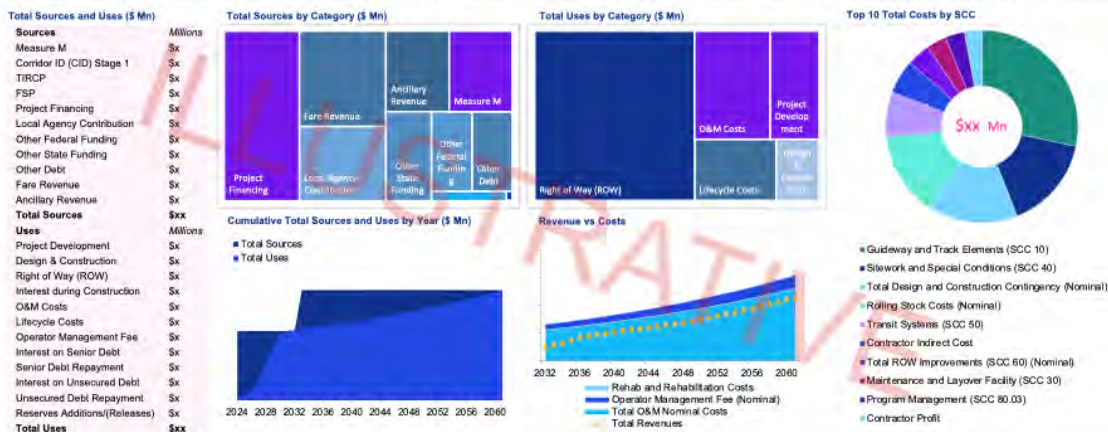 Total Sources and Uses ($ Mn)
Sources Millions
Measure M $x
Corridor ID (CID) Stage 1 $x
TIRCP $x
FSP $x
Project Financing $x
Local Agency Contribution $x
Other Federal Funding $x
Other State Funding $x
Other Debt $x
Fare Revenue $x
Ancillary Revenue $x
Total Sources $xx
Uses Millions
Project Development $x
Design & Construction $x
Right of Way (ROW) $x
Interest during Construction $x
O&M Costs $x
Lifecycle Costs $x
Operator Management Fee $x
Interest on Senior Debt $x
Senior Debt Repayment $x
Interest on Unsecured Debt $x
Unsecured Debt Repayment $x
Reserves Additions/(Releases) $x
Total Uses $xx
Total Sources by Category ($ Mn)
Project
Financing
Fare Revenue
Local Agency
Contribution
Ancillary
Revenue
Measure M
Other
State
Funding
Other
Federal
Fundin
g
Other
Debt
Total Uses by Category ($ Mn)
Right of Way (ROW)
O&M Costs
Project
Develop
ment
Lifecycle Costs
Top 10 Total Costs by SCC
$xx Mn
Guideway and Track Elements (SCC 10)
Sitework and Special Conditions (SCC 40)
Total Design and Construction Contingency (Nominal)
Rolling Stock Costs (Nominal)
Transit Systems (SCC 50)
Contractor Indirect Cost
Total ROW Improvements (SCC 60) (Nominal)
Maintenance and Layover Facility (SCC 30)
Program Management (SCC 80.03)
Contractor Profit
Cumulative Total Sources and Uses by Year ($ Mn)
Total Sources
Total Uses
2024 2028 2032 2036 2040 2044 2048 2052 2056 2060
Revenue vs Costs
2032 2036 2040 2044 2048 2052 2056 2060
Rehab and Rehabilitation Costs
Operator Management Fee (Nominal)
Total O&M Nominal Costs
Total Revenues
ILLUSTRATIVE